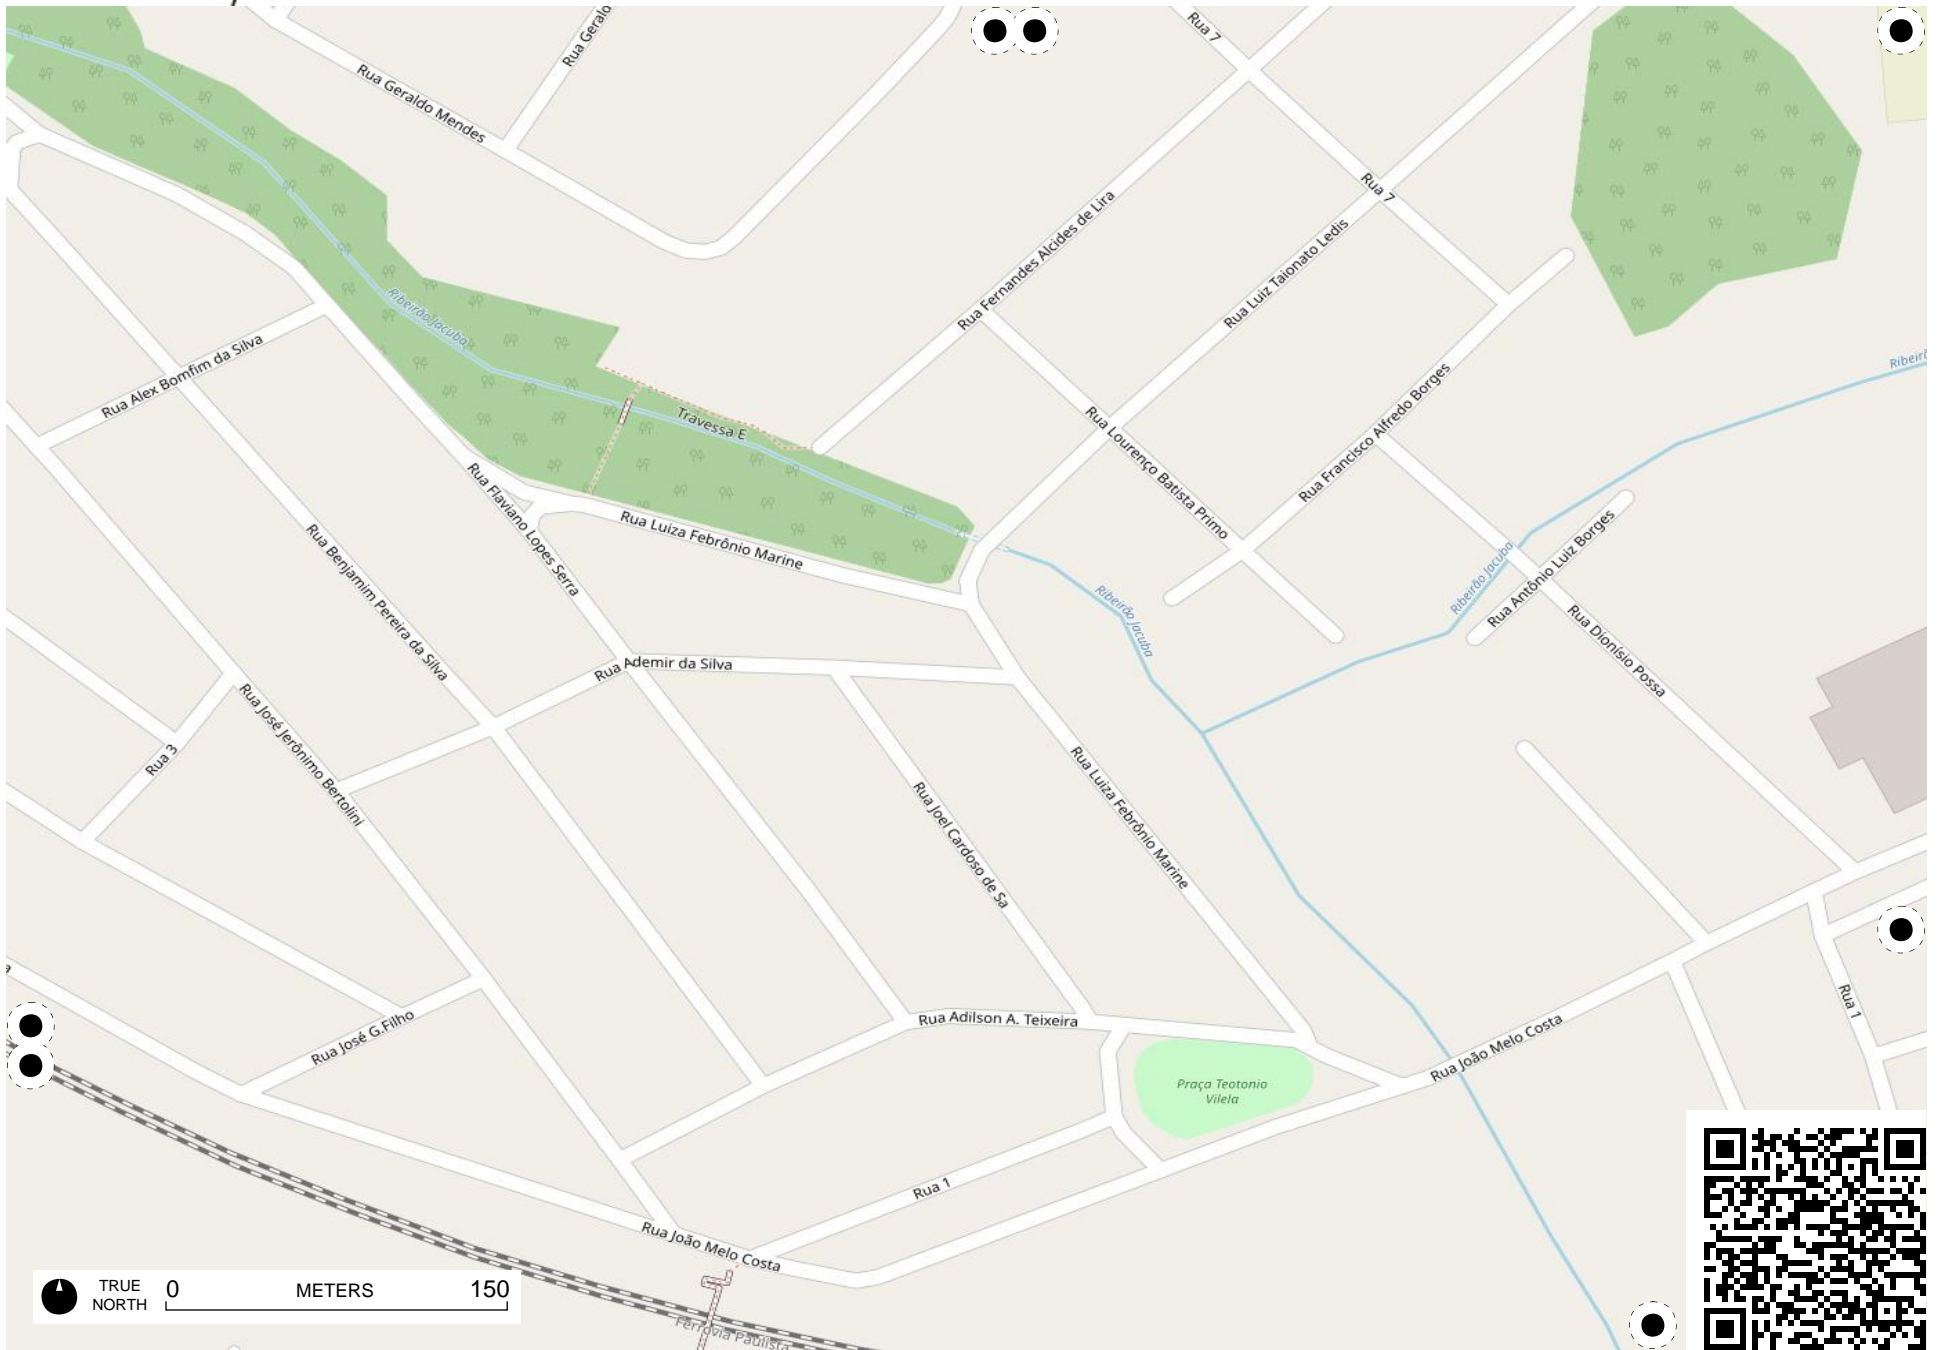 Rua 7
Rua Geraldo Mendes
Rua Geraldo
Rua 7
Rua Fernandes Alcides de Lira
Rua Luiz Taionato Ledis
Ribeirão Jacuba
Rua Alex Bomfim da Silva
Travessa E
Rua Lourenço Batista Primo
Rua Francisco Alfredo Borges
Rua Flaviano Lopes Serra
Rua Luiza Febrônio Marine
Rua Benjamim Pereira da Silva
Ribeirão Jacuba
Ribeirão Jacuba
Rua Antônio Luiz Borges
Rua Dionísio Possa
Rua Ademir da Silva
Rua José Jerônimo Bertolini
Rua 3
Rua Joel Cardoso de Sa
Rua Luiza Febrônio Marine
Rua Adilson A. Teixeira
Rua José G.Filho
Rua João Melo Costa
Rua 1
Praça Teotonio
Vilela
Rua 1
Rua João Melo Costa
Ferrovia Paulista
TRUE
NORTH
0 METERS 150